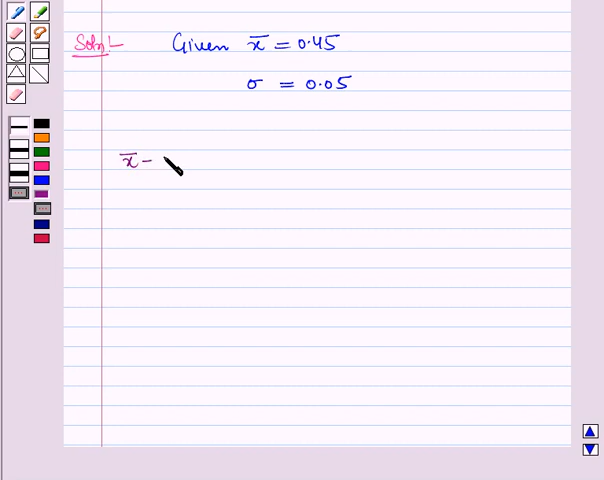 Soln:- Given x̅ = 0.45
σ = 0.05
x̅ -